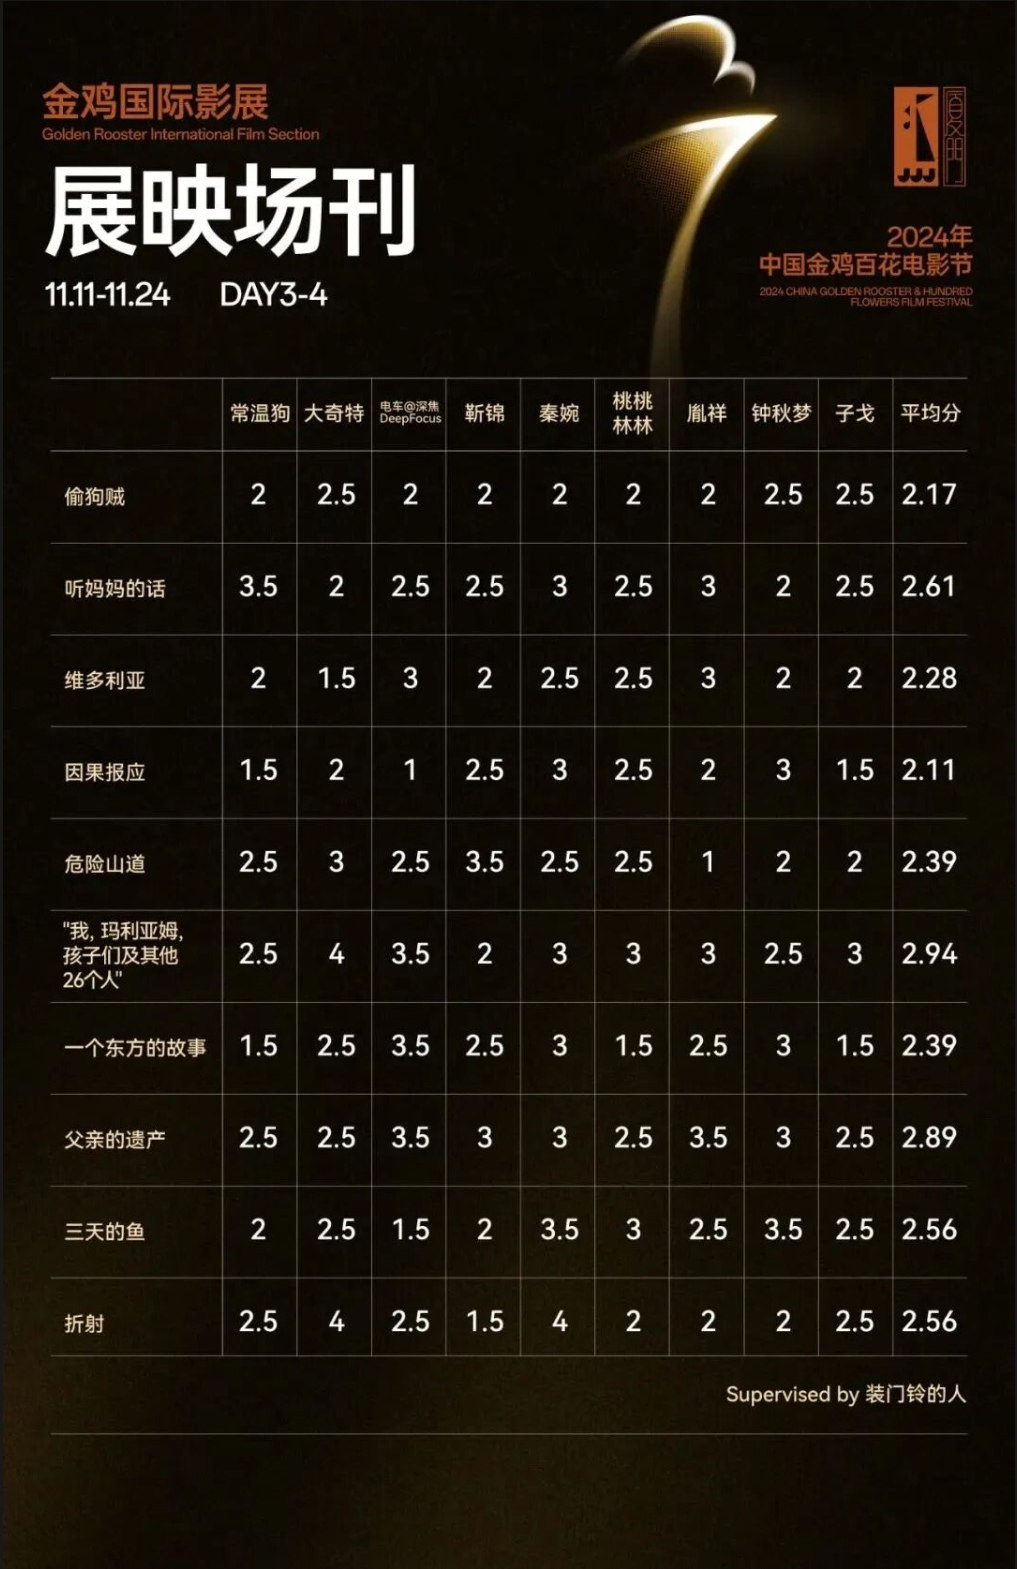 金鸡国际影展
Golden Rooster International Film Section
展映场刊
11.11-11.24 DAY3-4
厦门
2024年
中国金鸡百花电影节
2024 CHINA GOLDEN ROOSTER & HUNDRED
FLOWERS FILM FESTIVAL
常温狗 大奇特 电车@深焦 DeepFocus 靳锦 秦婉 桃桃林林 胤祥 钟秋梦 子戈 平均分
偷狗贼 2 2.5 2 2 2 2 2 2.5 2.5 2.17
听妈妈的话 3.5 2 2.5 2.5 3 2.5 3 2 2.5 2.61
维多利亚 2 1.5 3 2 2.5 2.5 3 2 2 2.28
因果报应 1.5 2 1 2.5 3 2.5 2 3 1.5 2.11
危险山道 2.5 3 2.5 3.5 2.5 2.5 1 2 2 2.39
"我, 玛利亚姆,
孩子们及其他
26个人" 2.5 4 3.5 2 3 3 3 2.5 3 2.94
一个东方的故事 1.5 2.5 3.5 2.5 3 1.5 2.5 3 1.5 2.39
父亲的遗产 2.5 2.5 3.5 3 3 2.5 3.5 3 2.5 2.89
三天的鱼 2 2.5 1.5 2 3.5 3 2.5 3.5 2.5 2.56
折射 2.5 4 2.5 1.5 4 2 2 2 2.5 2.56
Supervised by 装门铃的人